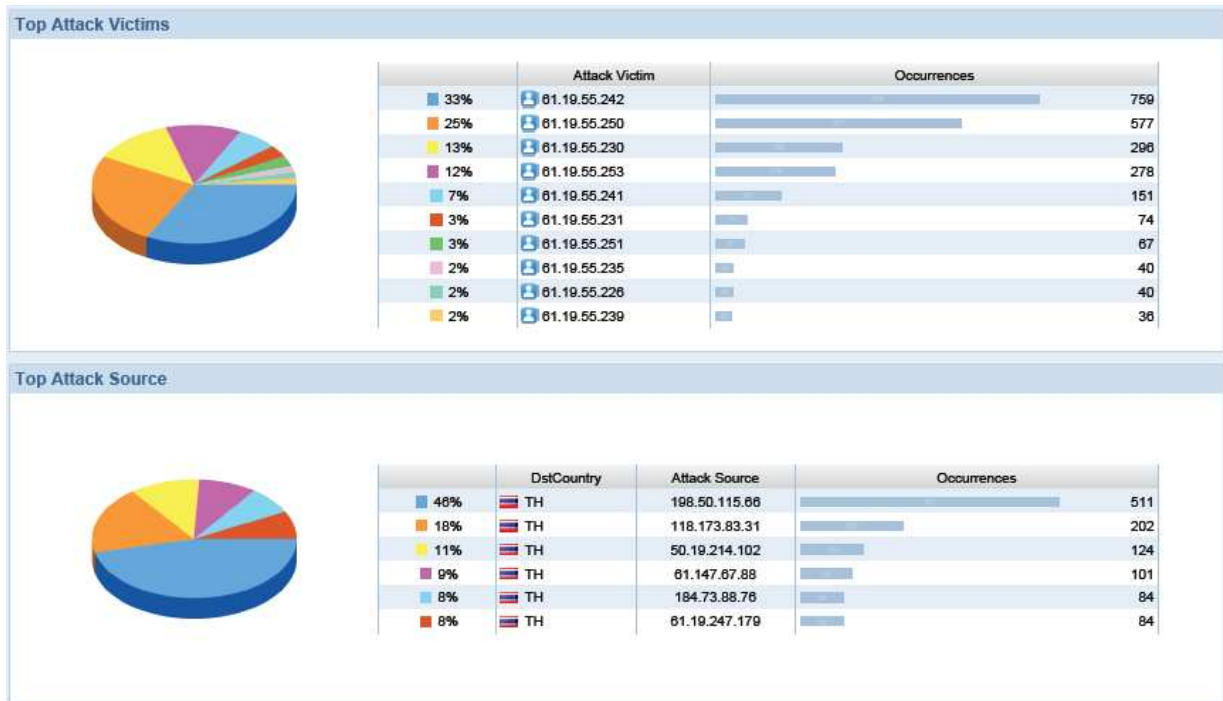 Top Attack Victims
Attack Victim Occurrences
33% 61.19.55.242 759
25% 61.19.55.250 577
13% 61.19.55.230 296
12% 61.19.55.253 278
7% 61.19.55.241 151
3% 61.19.55.231 74
3% 61.19.55.251 67
2% 61.19.55.235 40
2% 61.19.55.226 40
2% 61.19.55.239 36
Top Attack Source
DstCountry Attack Source Occurrences
46% TH 198.50.115.66 511
18% TH 118.173.83.31 202
11% TH 50.19.214.102 124
9% TH 61.147.67.88 101
8% TH 184.73.88.76 84
8% TH 61.19.247.179 84